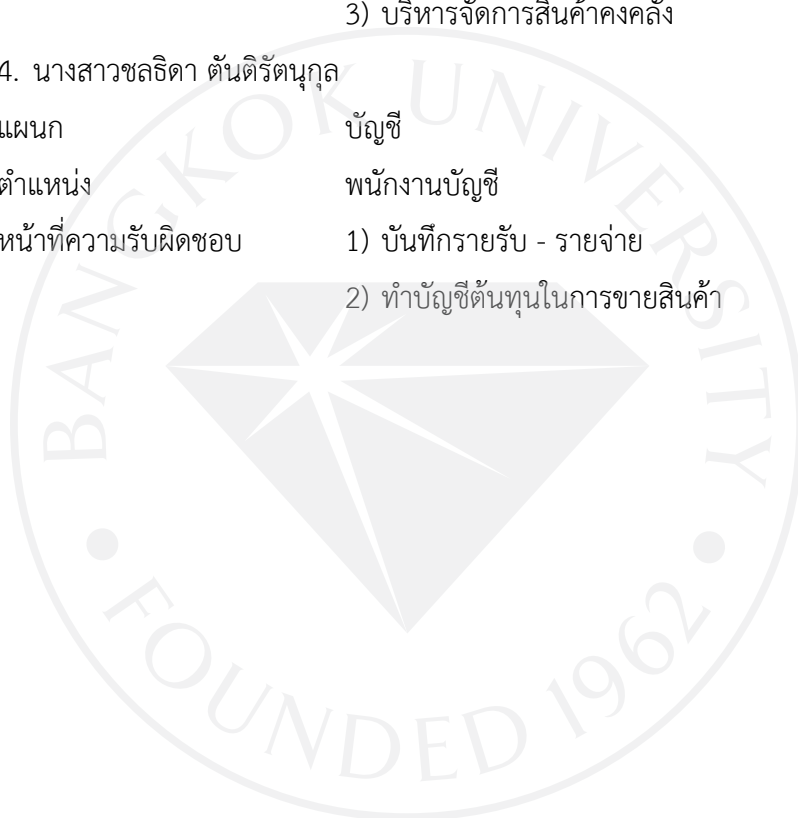 3) บริหารจัดการสินค้าคงคลัง
4. นางสาวชลธิดา ตันติรัตนุกุล
แผนก บัญชี
ตำแหน่ง พนักงานบัญชี
หน้าที่ความรับผิดชอบ 1) บันทึกรายรับ - รายจ่าย
2) ทำบัญชีต้นทุนในการขายสินค้า
BANGKOK UNIVERSITY
FOUNDED 1962